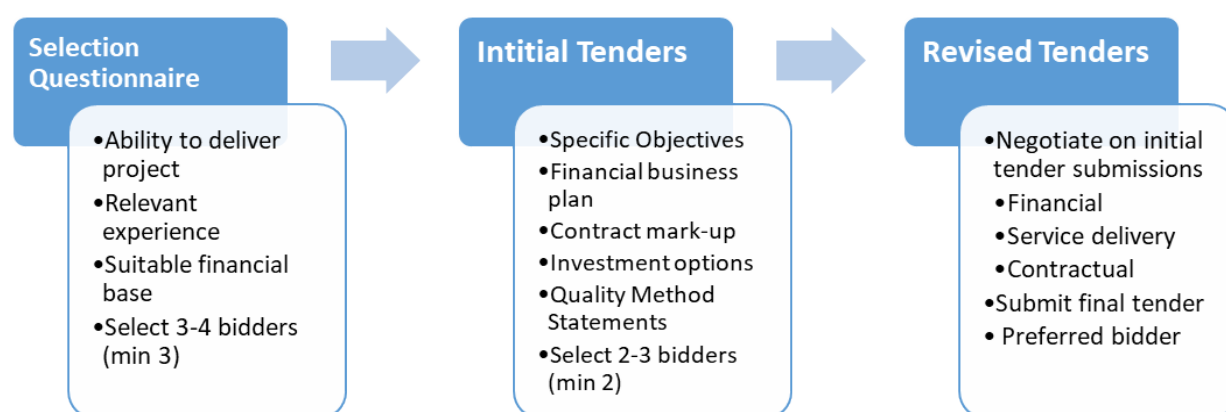 Selection
Questionnaire
•Ability to deliver
project
•Relevant
experience
•Suitable financial
base
•Select 3-4 bidders
(min 3)
Intitial Tenders
•Specific Objectives
•Financial business
plan
•Contract mark-up
•Investment options
•Quality Method
Statements
•Select 2-3 bidders
(min 2)
Revised Tenders
•Negotiate on initial
tender submissions
•Financial
•Service delivery
•Contractual
•Submit final tender
• Preferred bidder